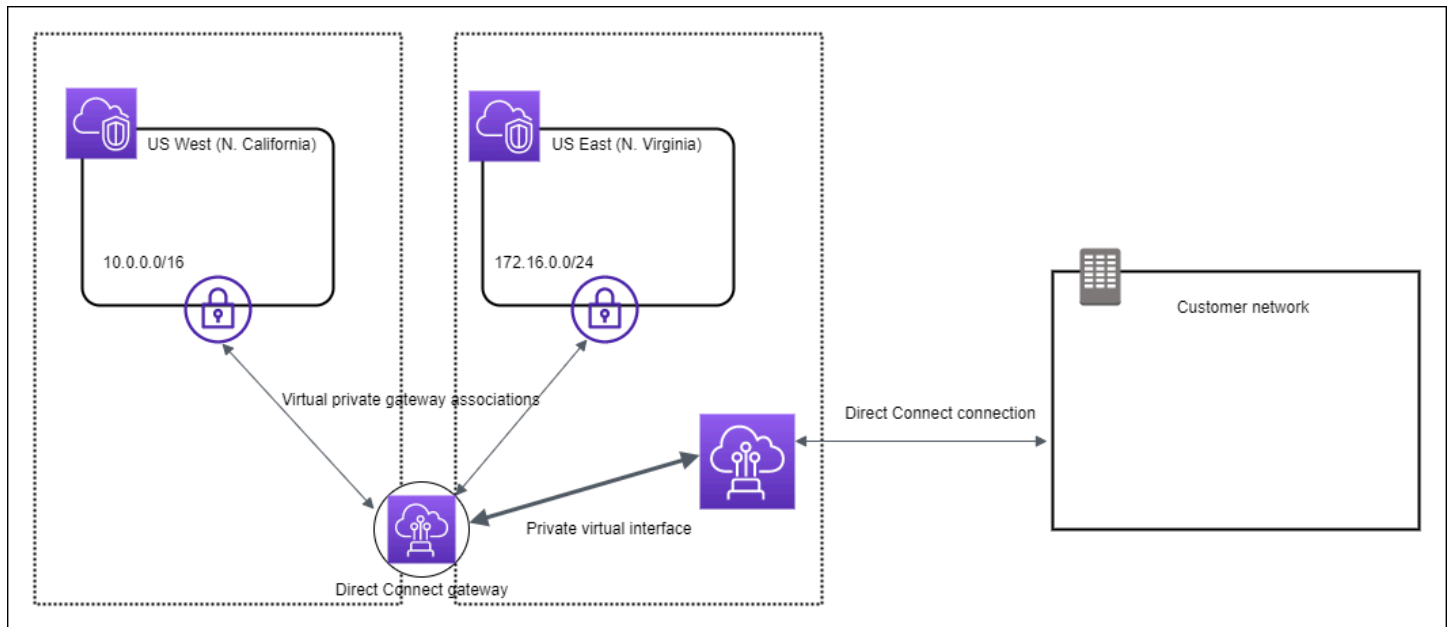 US West (N. California)
US East (N. Virginia)
10.0.0.0/16
172.16.0.0/24
Customer network
Virtual private gateway associations
Direct Connect connection
Private virtual interface
Direct Connect gateway